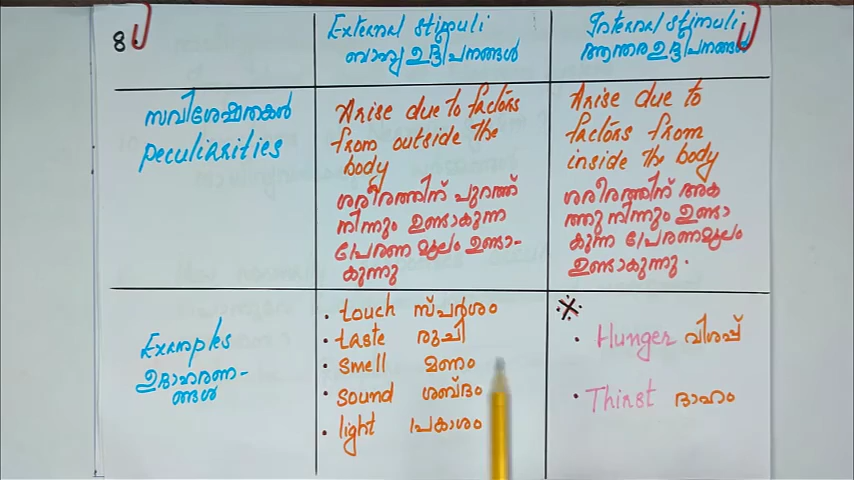 8.
External stimuli
ബാഹ്യ ഉദ്ദീപനങ്ങൾ
Internal stimuli
ആന്തര ഉദ്ദീപനങ്ങൾ
സവിശേഷതകൾ
Peculiarities
Arise due to factors
from outside the
body
ശരീരത്തിന് പുറത്ത്
നിന്നും ഉണ്ടാകുന്ന
പ്രേരണ മൂലം ഉണ്ടാ-
കുന്നു
Arise due to
factors from
inside the body
ശരീരത്തിന് അക
ത്തു നിന്നും ഉണ്ടാ
കുന്ന പ്രേരണമൂലം
ഉണ്ടാകുന്നു.
Examples
ഉദാഹരണ-
ങ്ങൾ
· touch സ്പർശം
· taste രുചി
· smell മണം
· sound ശബ്ദം
· light പ്രകാശം
· Hunger വിശപ്പ്
· Thirst ദാഹം